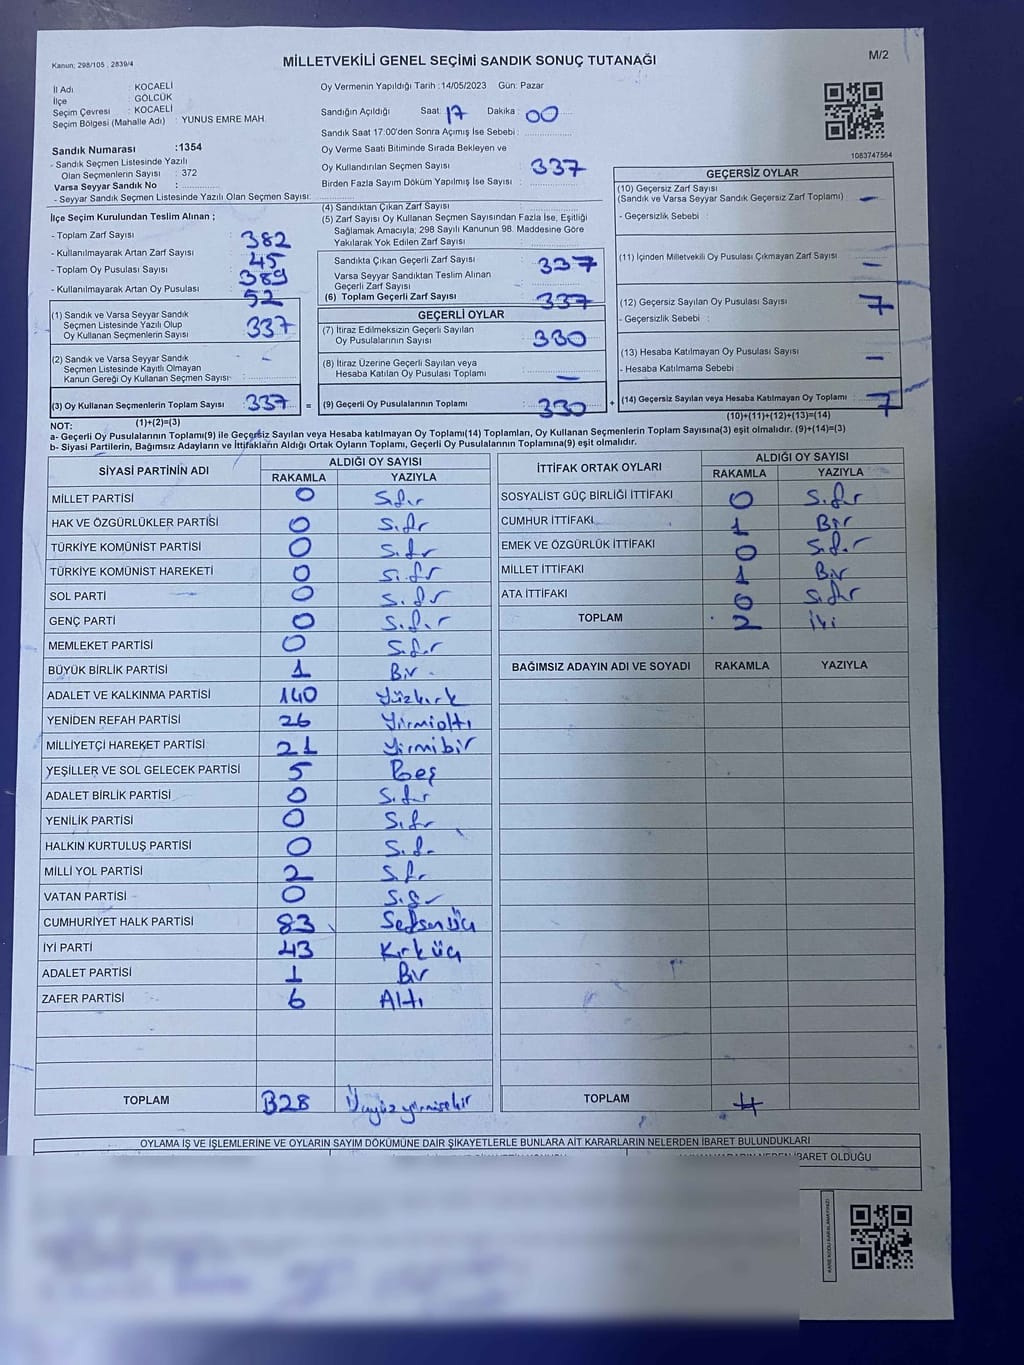 Kanun; 298/105 , 2839/4
MİLLETVEKİLİ GENEL SEÇİMİ SANDIK SONUÇ TUTANAĞI
M/2
İl Adı : KOCAELİ
İlçe : GÖLCÜK
Seçim Çevresi : KOCAELİ
Seçim Bölgesi (Mahalle Adı) : YUNUS EMRE MAH.
Sandık Numarası :1354
- Sandık Seçmen Listesinde Yazılı
Olan Seçmenlerin Sayısı : 372
Varsa Seyyar Sandık No :
- Seyyar Sandık Seçmen Listesinde Yazılı Olan Seçmen Sayısı:
Oy Vermenin Yapıldığı Tarih :14/05/2023 Gün: Pazar
Sandığın Açıldığı Saat: 17 Dakika : 00
Sandık Saat 17:00'den Sonra Açımış İse Sebebi :
Oy Verme Saati Bitiminde Sırada Bekleyen ve
Oy Kullandırılan Seçmen Sayısı : 337
Birden Fazla Sayım Döküm Yapılmış İse Sayısı :
1083747564
İlçe Seçim Kurulundan Teslim Alınan ;
- Toplam Zarf Sayısı : 382
- Kullanılmayarak Artan Zarf Sayısı : 45
- Toplam Oy Pusulası Sayısı : 389
- Kullanılmayarak Artan Oy Pusulası : 52
(1) Sandık ve Varsa Seyyar Sandık
Seçmen Listesinde Yazılı Olup
Oy Kullanan Seçmenlerin Sayısı : 337
(2) Sandık ve Varsa Seyyar Sandık
Seçmen Listesinde Kayıtlı Olmayan
Kanun Gereği Oy Kullanan Seçmen Sayısı : -
(3) Oy Kullanan Seçmenlerin Toplam Sayısı : 337 =
(1)+(2)=(3)
(4) Sandıktan Çıkan Zarf Sayısı :
(5) Zarf Sayısı Oy Kullanan Seçmen Sayısından Fazla İse, Eşitliği
Sağlamak Amacıyla; 298 Sayılı Kanunun 98. Maddesine Göre
Yakılarak Yok Edilen Zarf Sayısı :
Sandıkta Çıkan Geçerli Zarf Sayısı : 337
Varsa Seyyar Sandıktan Teslim Alınan
Geçerli Zarf Sayısı :
(6) Toplam Geçerli Zarf Sayısı : 337
GEÇERLİ OYLAR
(7) İtiraz Edilmeksizin Geçerli Sayılan
Oy Pusulalarının Sayısı : 330
(8) İtiraz Üzerine Geçerli Sayılan veya
Hesaba Katılan Oy Pusulası Toplamı : -
(9) Geçerli Oy Pusulalarının Toplamı : 330 +
GEÇERSİZ OYLAR
(10) Geçersiz Zarf Sayısı
(Sandık ve Varsa Seyyar Sandık Geçersiz Zarf Toplamı) : -
- Geçersizlik Sebebi :
(11) İçinden Milletvekili Oy Pusulası Çıkmayan Zarf Sayısı : -
(12) Geçersiz Sayılan Oy Pusulası Sayısı : 7
- Geçersizlik Sebebi :
(13) Hesaba Katılmayan Oy Pusulası Sayısı : -
- Hesaba Katılmama Sebebi :
(14) Geçersiz Sayılan veya Hesaba Katılmayan Oy Toplamı : 7
(10)+(11)+(12)+(13)=(14)
NOT:
a- Geçerli Oy Pusulalarının Toplamı(9) ile Geçersiz Sayılan veya Hesaba katılmayan Oy Toplamı(14) Toplamları, Oy Kullanan Seçmenlerin Toplam Sayısına(3) eşit olmalıdır. (9)+(14)=(3)
b- Siyasi Partilerin, Bağımsız Adayların ve İttifakların Aldığı Ortak Oyların Toplamı, Geçerli Oy Pusulalarının Toplamına(9) eşit olmalıdır.
SİYASİ PARTİNİN ADI ALDIĞI OY SAYISI
RAKAMLA YAZIYLA
MİLLET PARTİSİ 0 Sıfır
HAK VE ÖZGÜRLÜKLER PARTİSİ 0 Sıfır
TÜRKİYE KOMÜNİST PARTİSİ 0 Sıfır
TÜRKİYE KOMÜNİST HAREKETİ 0 Sıfır
SOL PARTİ 0 Sıfır
GENÇ PARTİ 0 Sıfır
MEMLEKET PARTİSİ 0 Sıfır
BÜYÜK BİRLİK PARTİSİ 1 Bir
ADALET VE KALKINMA PARTİSİ 140 Yüzkırk
YENİDEN REFAH PARTİSİ 26 Yirmialtı
MİLLİYETÇİ HAREKET PARTİSİ 21 Yirmibir
YEŞİLLER VE SOL GELECEK PARTİSİ 5 Beş
ADALET BİRLİK PARTİSİ 0 Sıfır
YENİLİK PARTİSİ 0 Sıfır
HALKIN KURTULUŞ PARTİSİ 0 Sıfır
MİLLİ YOL PARTİSİ 2 Sıfır
VATAN PARTİSİ 0 Sıfır
CUMHURİYET HALK PARTİSİ 83 Seksenüç
İYİ PARTİ 43 Kırküç
ADALET PARTİSİ 1 Bir
ZAFER PARTİSİ 6 Altı
TOPLAM 328 Üçyüzyirmisekiz
İTTİFAK ORTAK OYLARI ALDIĞI OY SAYISI
RAKAMLA YAZIYLA
SOSYALİST GÜÇ BİRLİĞİ İTTİFAKI 0 Sıfır
CUMHUR İTTİFAKI 1 Bir
EMEK VE ÖZGÜRLÜK İTTİFAKI 0 Sıfır
MİLLET İTTİFAKI 1 Bir
ATA İTTİFAKI 0 Sıfır
TOPLAM 2 İki
BAĞIMSIZ ADAYIN ADI VE SOYADI RAKAMLA YAZIYLA
TOPLAM
OYLAMA İŞ VE İŞLEMLERİNE VE OYLARIN SAYIM DÖKÜMÜNE DAİR ŞİKAYETLERLE BUNLARA AİT KARARLARIN NELERDEN İBARET BULUNDUKLARI
İBARET OLDUĞU